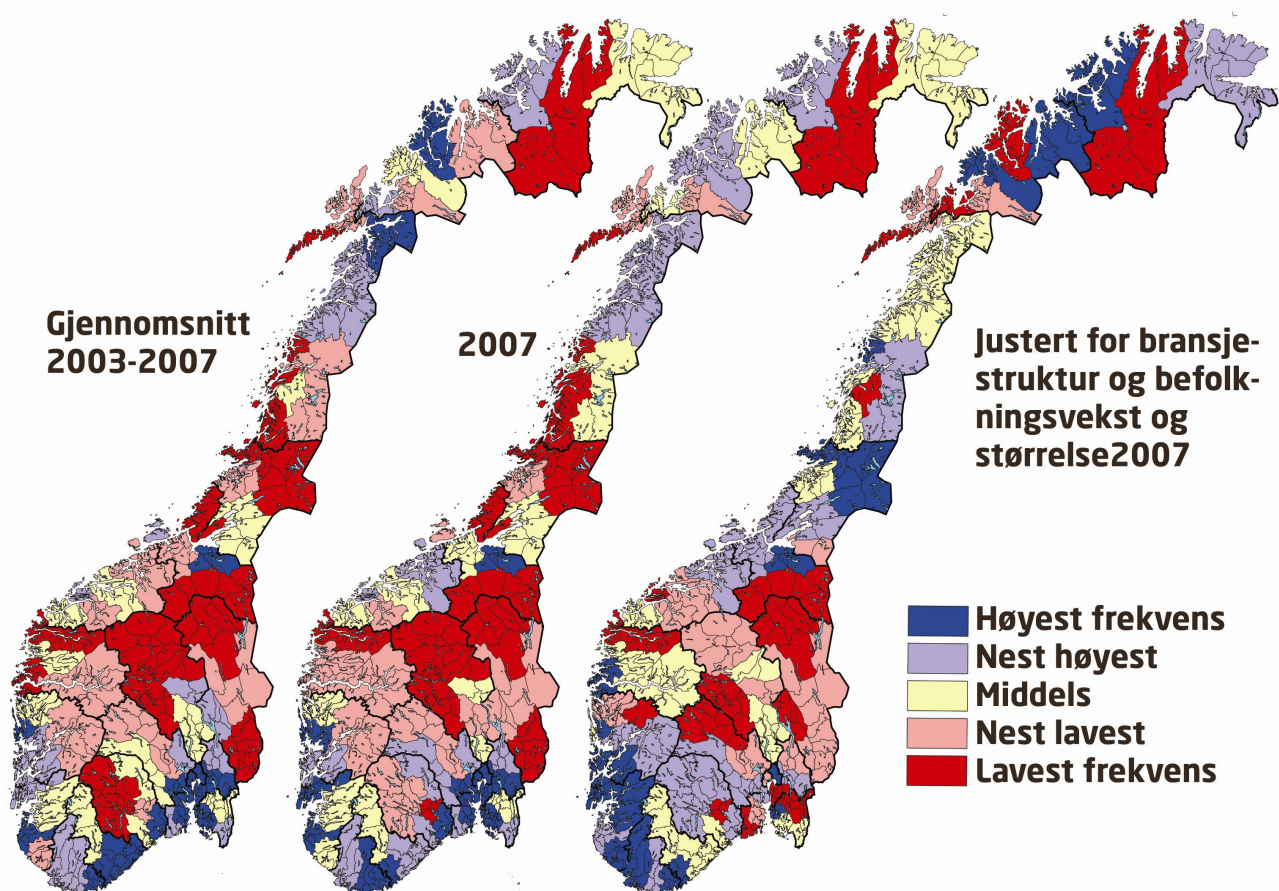 Gjennomsnitt
2003-2007
2007
Justert for bransje-
struktur og befolk-
ningsvekst og
størrelse2007
Høyest frekvens
Nest høyest
Middels
Nest lavest
Lavest frekvens